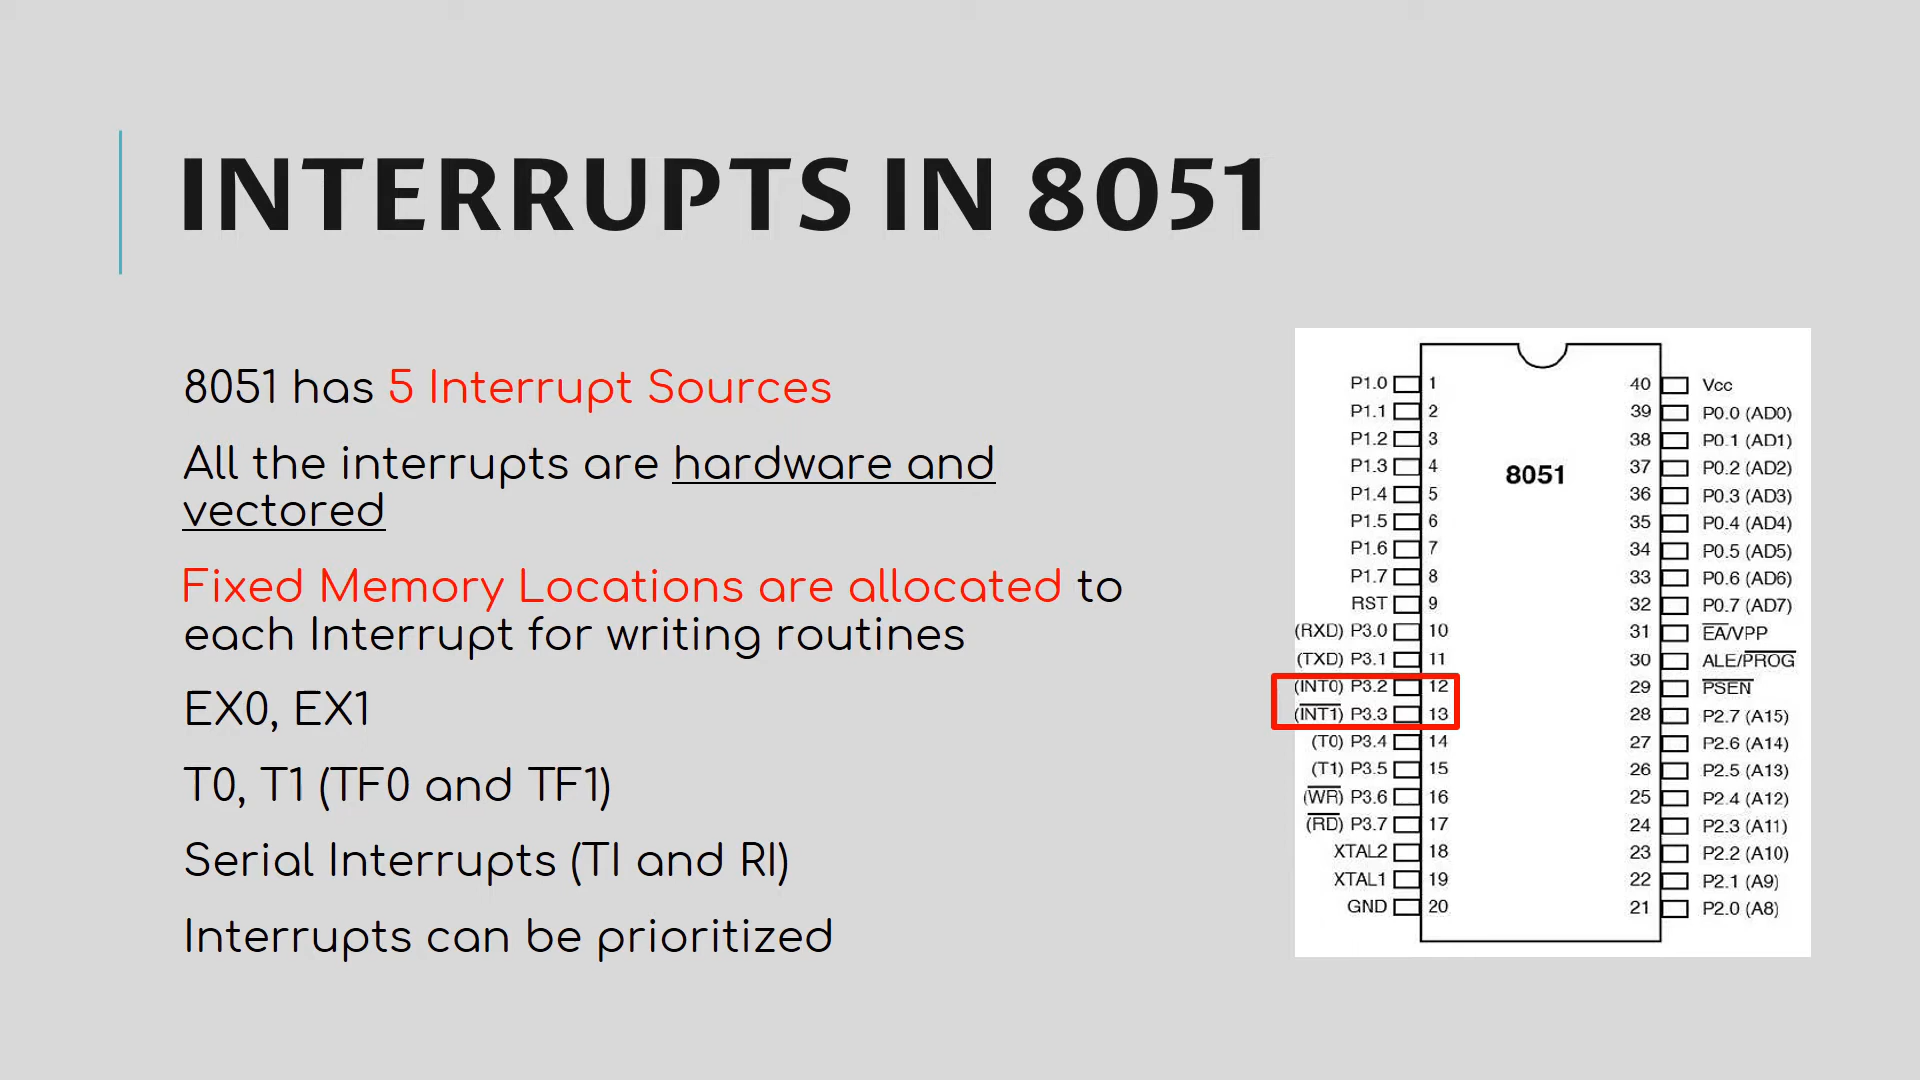 INTERRUPTS IN 8051
8051 has 5 Interrupt Sources
All the interrupts are hardware and
vectored
Fixed Memory Locations are allocated to
each Interrupt for writing routines
EX0, EX1
T0, T1 (TF0 and TF1)
Serial Interrupts (TI and RI)
Interrupts can be prioritized
8051
P1.0 1
P1.1 2
P1.2 3
P1.3 4
P1.4 5
P1.5 6
P1.6 7
P1.7 8
RST 9
(RXD) P3.0 10
(TXD) P3.1 11
(INT0) P3.2 12
(INT1) P3.3 13
(T0) P3.4 14
(T1) P3.5 15
(WR) P3.6 16
(RD) P3.7 17
XTAL2 18
XTAL1 19
GND 20
40 Vcc
39 P0.0 (AD0)
38 P0.1 (AD1)
37 P0.2 (AD2)
36 P0.3 (AD3)
35 P0.4 (AD4)
34 P0.5 (AD5)
33 P0.6 (AD6)
32 P0.7 (AD7)
31 EA/VPP
30 ALE/PROG
29 PSEN
28 P2.7 (A15)
27 P2.6 (A14)
26 P2.5 (A13)
25 P2.4 (A12)
24 P2.3 (A11)
23 P2.2 (A10)
22 P2.1 (A9)
21 P2.0 (A8)